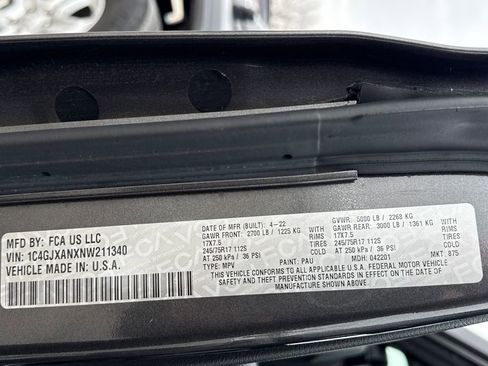 MFD BY: FCA US LLC
VIN: 1C4GJXANXNW211340
VEHICLE MADE IN U.S.A.
DATE OF MFR (BUILT): 4-22
GAWR FRONT: 2700 LB / 1225 KG
17X7.5 RIMS
245/75R17 112S TIRES
AT 250 kPa / 36 PSI
TYPE: MPV
GVWR: 5000 LB / 2268 KG
GAWR REAR: 3000 LB / 1361 KG
17X7.5 RIMS
245/75R17 112S TIRES
AT 250 kPa / 36 PSI
PAINT: PAU MDH: 042201 MKT: 875
THIS VEHICLE CONFORMS TO ALL APPLICABLE U.S.A. FEDERAL MOTOR VEHICLE
SAFETY AND THEFT PREVENTION STANDARDS IN EFFECT ON THE DATE OF
MANUFACTURE SHOWN ABOVE.